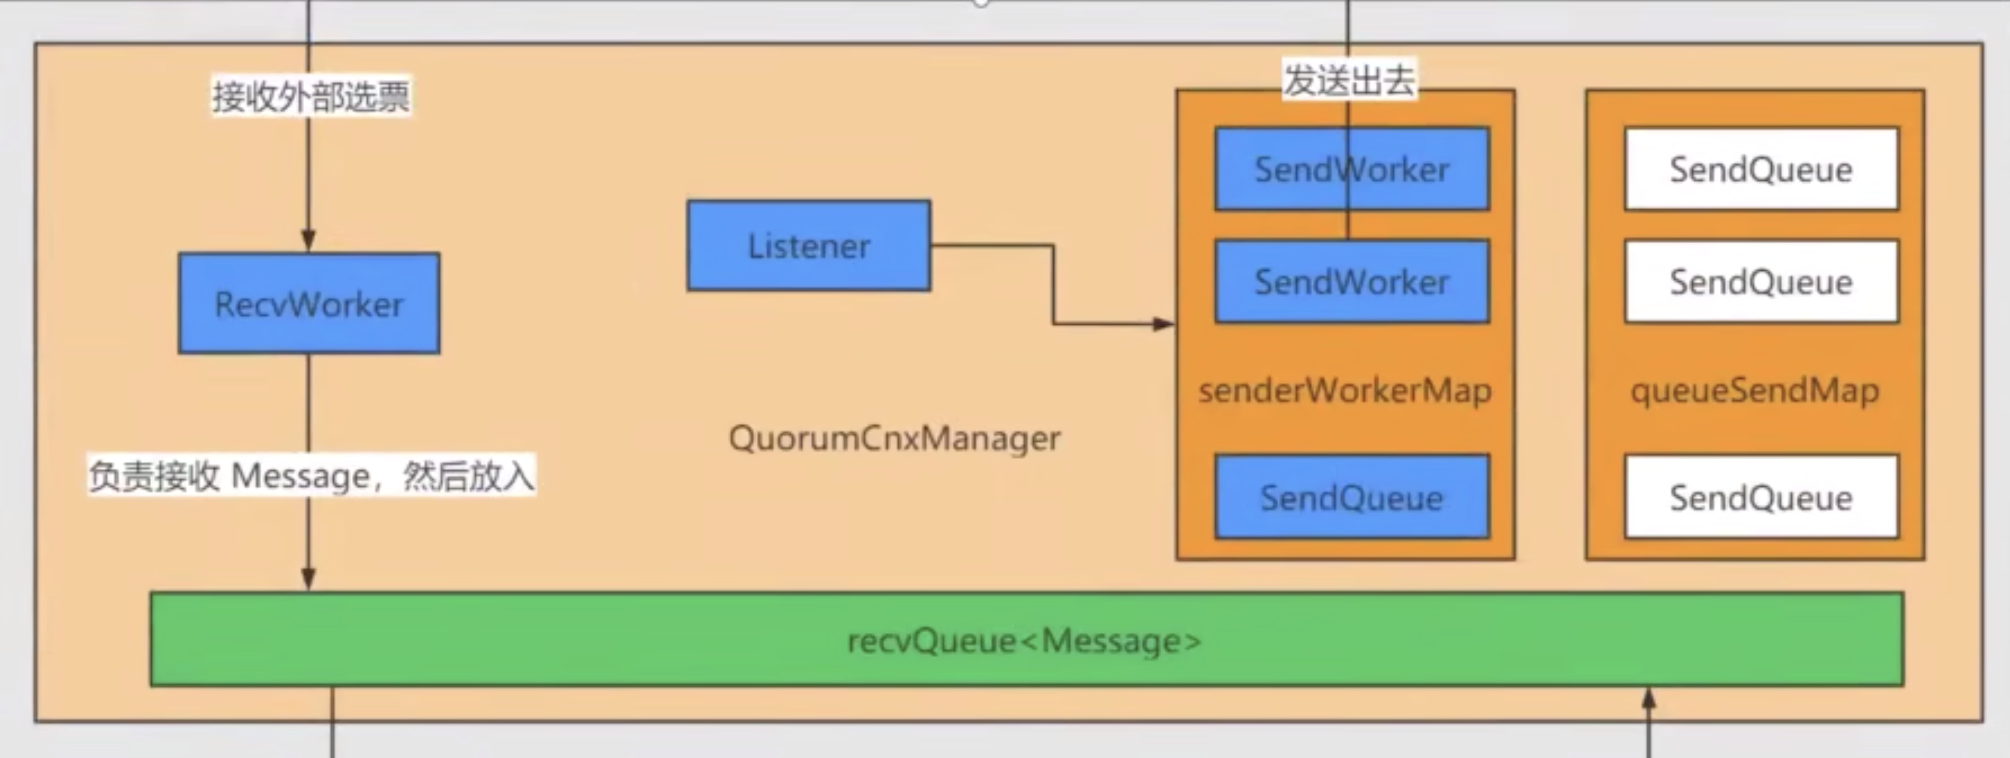 接收外部选票
发送出去
SendWorker
SendQueue
Listener
SendWorker
SendQueue
RecvWorker
senderWorkerMap
queueSendMap
QuorumCnxManager
负责接收 Message，然后放入
SendQueue
SendQueue
recvQueue<Message>